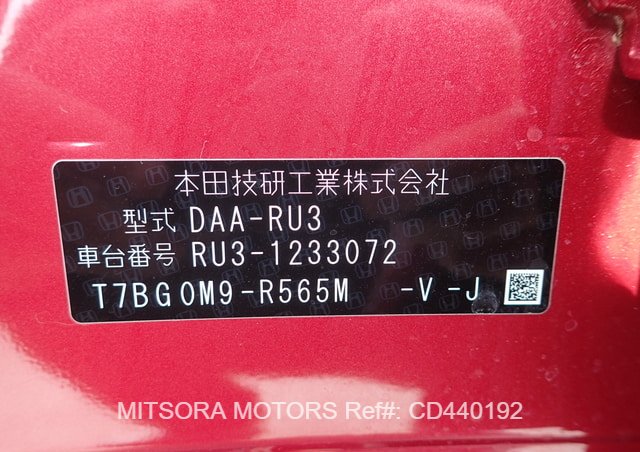 本田技研工業株式会社
型式 DAA-RU3
車台番号 RU3-1233072
T7BG0M9-R565M -V -J
MITSORA MOTORS Ref#: CD440192